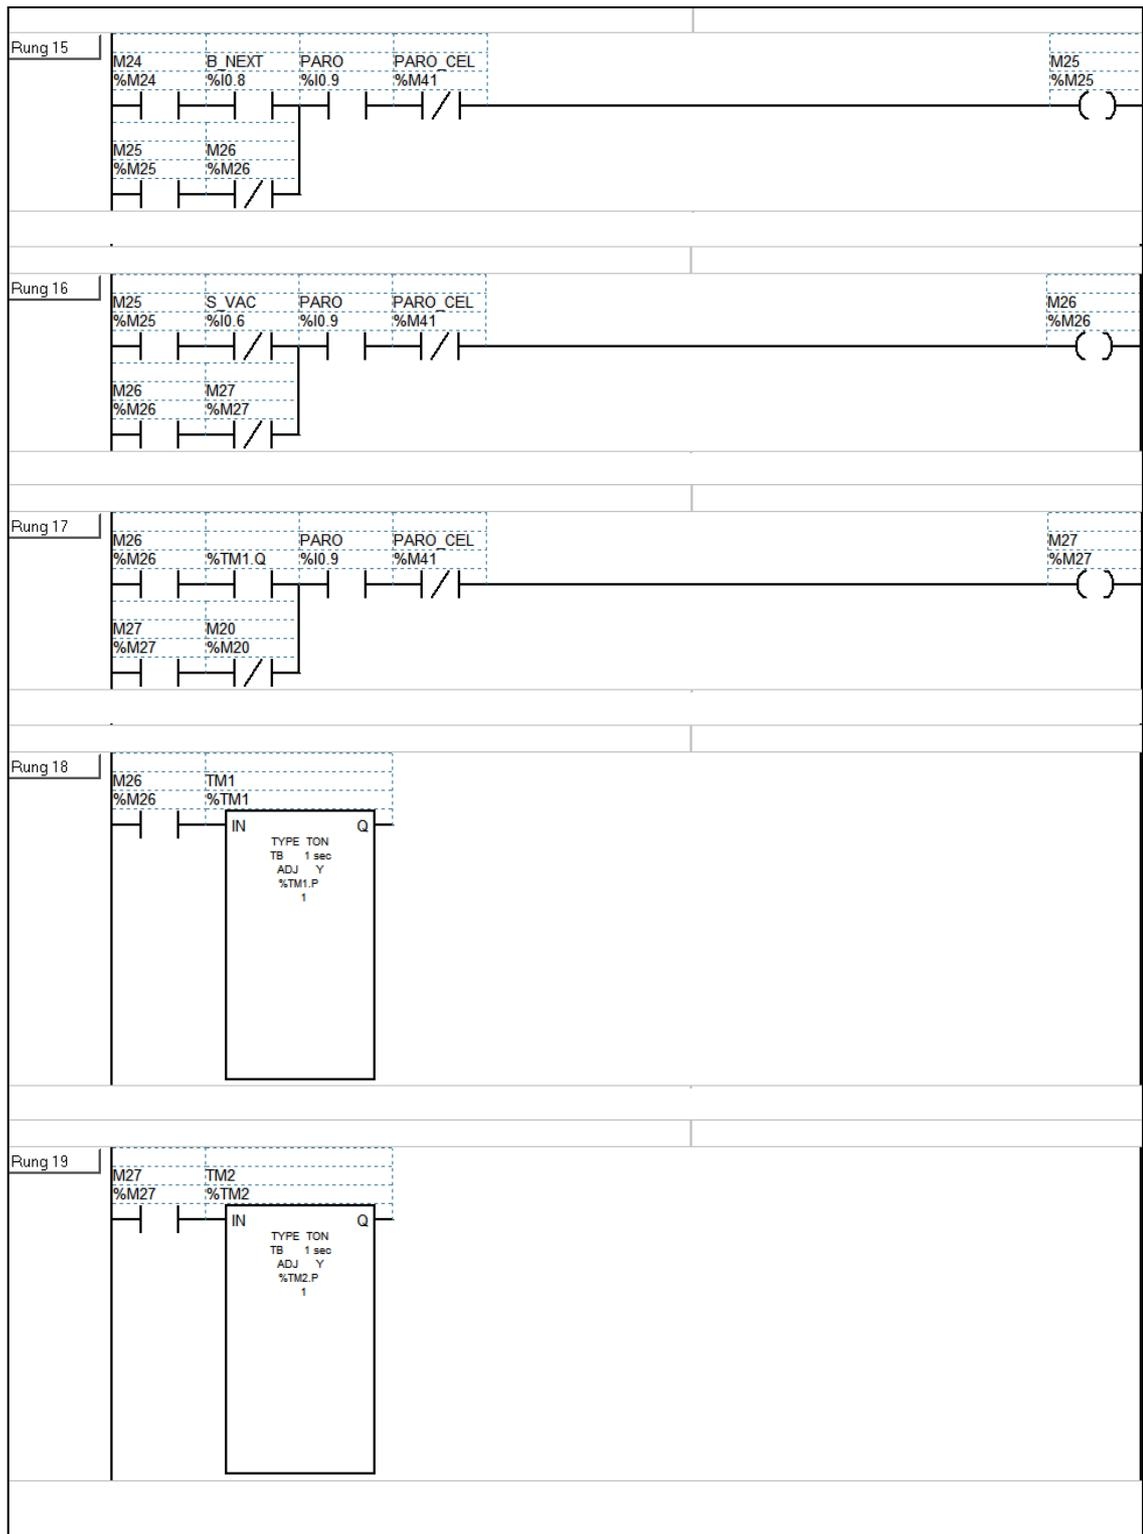 Rung 15
M24 B_NEXT PARO PARO_CEL M25
%M24 %I0.8 %I0.9 %M41 %M25
M25 M26
%M25 %M26
Rung 16
M25 S_VAC PARO PARO_CEL M26
%M25 %I0.6 %I0.9 %M41 %M26
M26 M27
%M26 %M27
Rung 17
M26 PARO PARO_CEL M27
%M26 %TM1.Q %I0.9 %M41 %M27
M27 M20
%M27 %M20
Rung 18
M26 TM1
%M26 %TM1
IN Q
TYPE TON
TB 1 sec
ADJ Y
%TM1.P
1
Rung 19
M27 TM2
%M27 %TM2
IN Q
TYPE TON
TB 1 sec
ADJ Y
%TM2.P
1